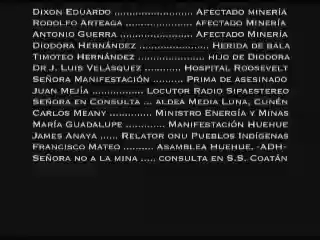 Dixon Eduardo ........................ Afectado Minería
Rodolfo Arteaga .................... afectado Minería
Antonio Guerra ...................... Afectado Minería
Diodora Hernández ..................... Herida de bala
Timoteo Hernández ................. hijo de Diodora
Dr J. Luis Velásquez ........... Hospital Roosevelt
Señora Manifestación ......... Prima de asesinado
Juan Mejía ................ Locutor Radio Sipaestereo
Señora en Consulta ... aldea Media Luna, Cunén
Carlos Meany ............. Ministro Energía y Minas
María Guadalupe ............ Manifestación Huehue
James Anaya ...... Relator onu Pueblos Indígenas
Francisco Mateo .......... Asamblea Huehue. -ADH-
Señora no a la mina ..... consulta en S.S. Coatán